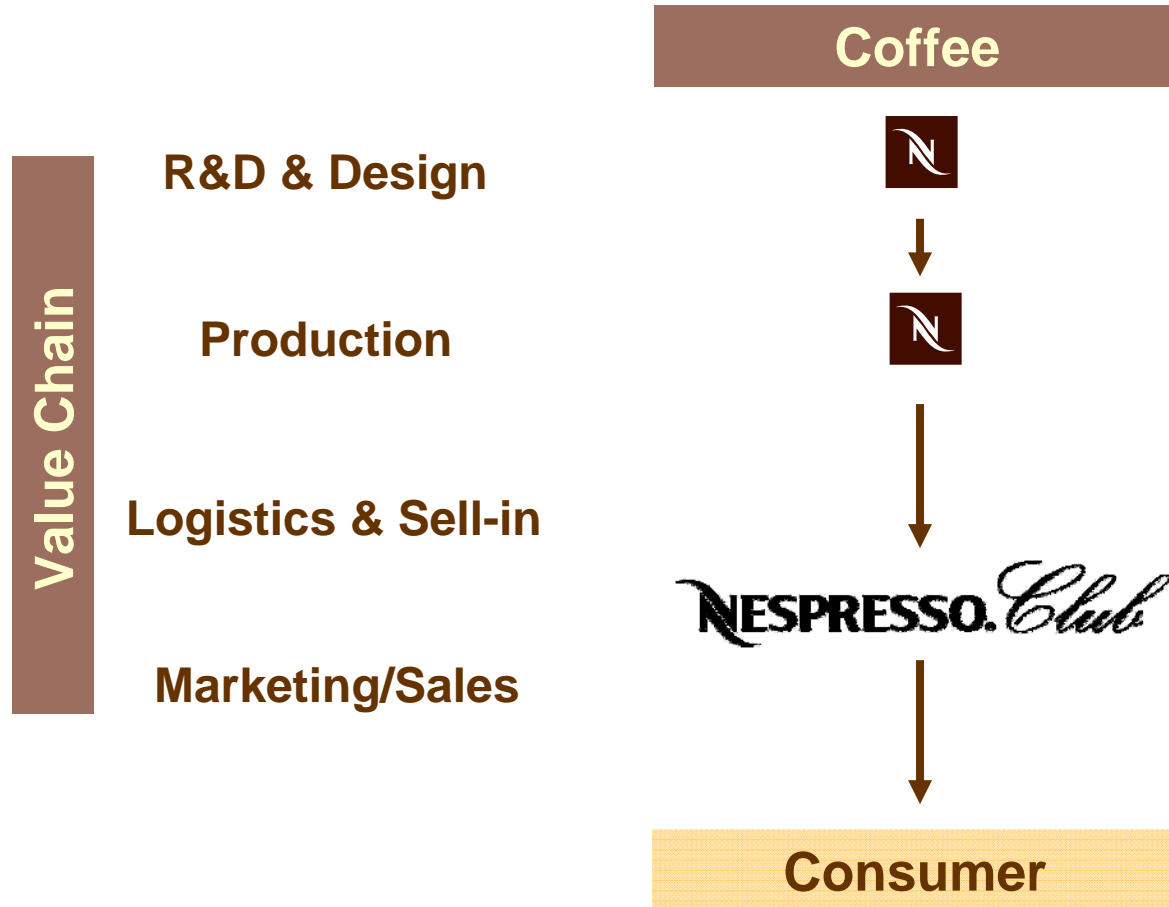 Coffee
R&D & Design
N
Production
N
Value Chain
Logistics & Sell-in
NESPRESSO. Club
Marketing/Sales
Consumer